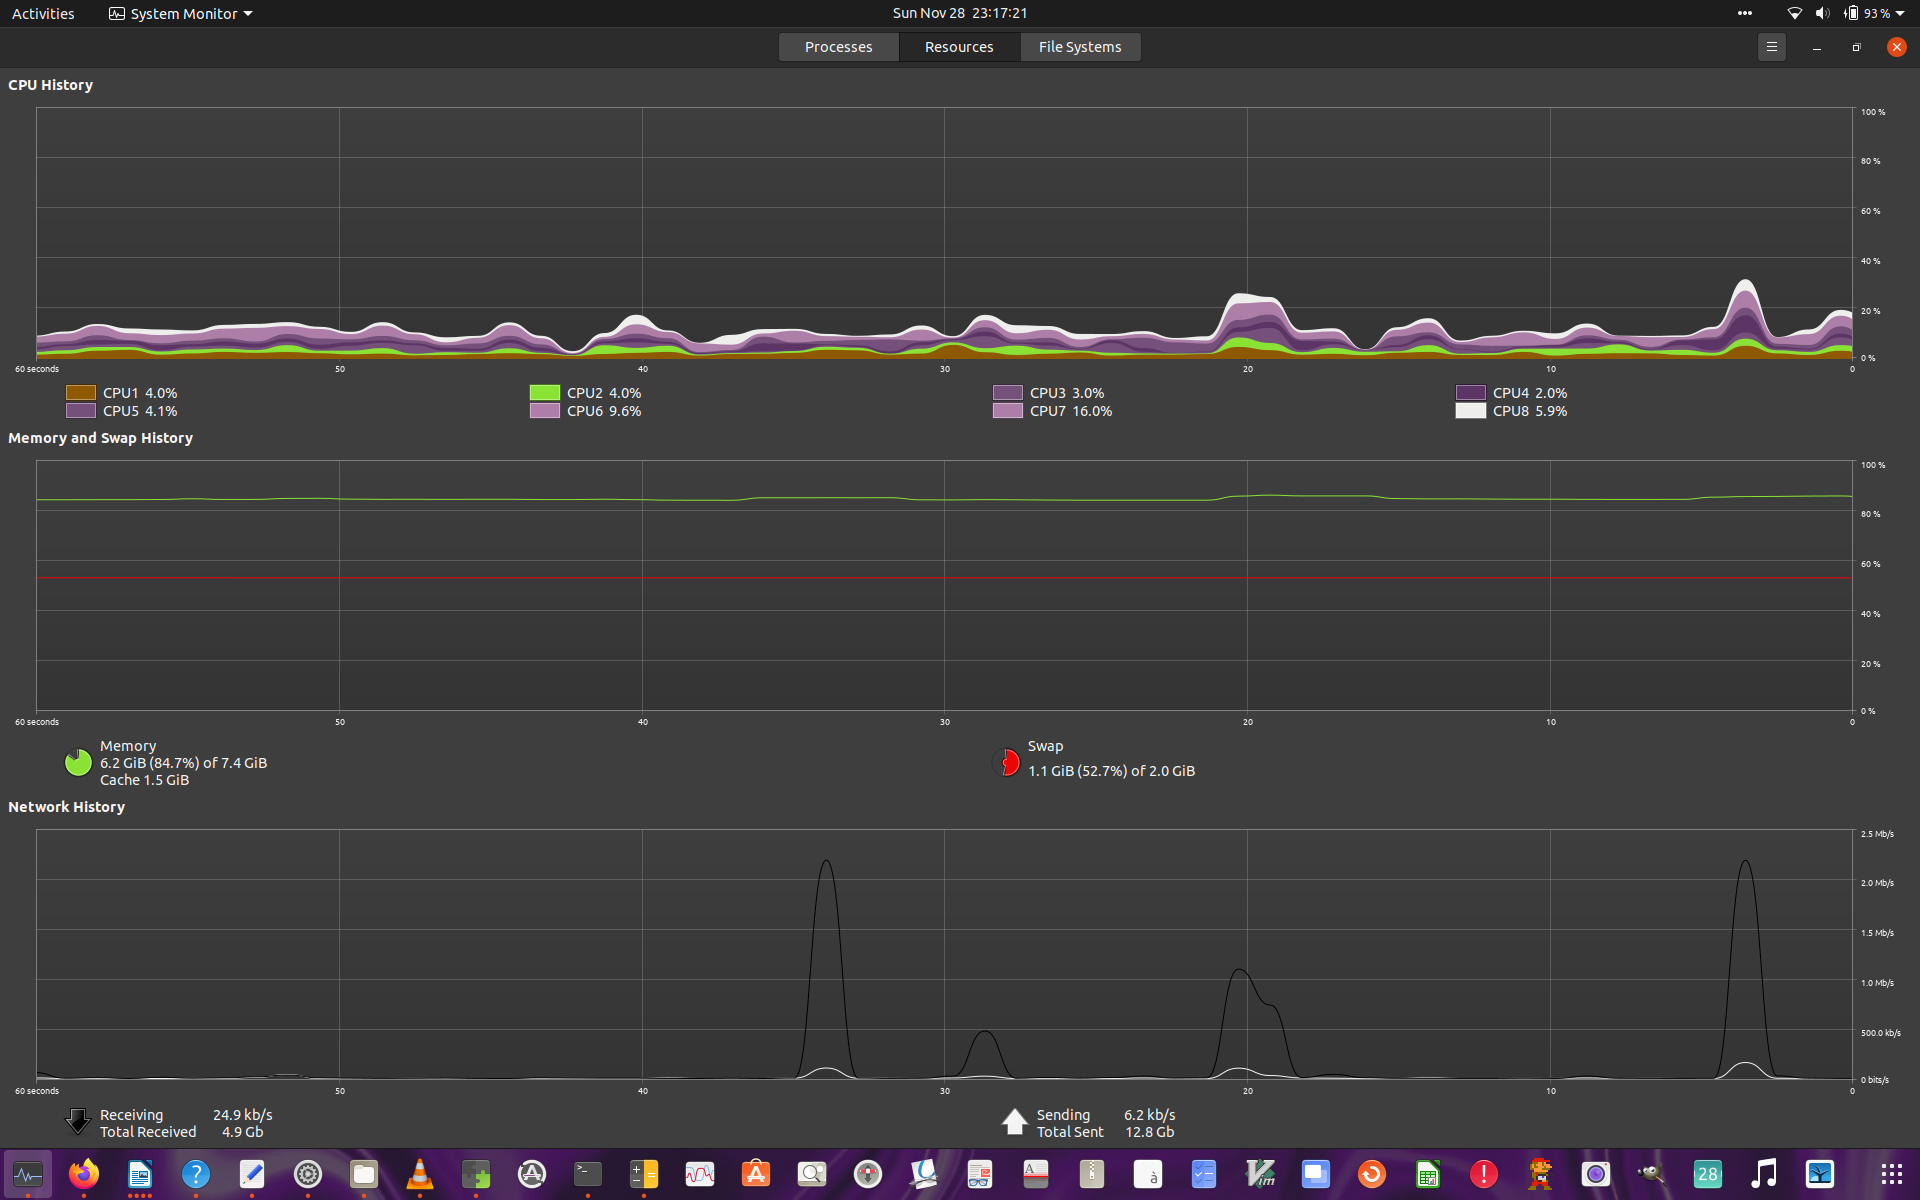 Activities System Monitor Sun Nov 28 23:17:21 93 %
Processes Resources File Systems
CPU History
100 %
80 %
60 %
40 %
20 %
0 %
60 seconds 50 40 30 20 10 0
CPU1 4.0% CPU2 4.0% CPU3 3.0% CPU4 2.0%
CPU5 4.1% CPU6 9.6% CPU7 16.0% CPU8 5.9%
Memory and Swap History
100 %
80 %
60 %
40 %
20 %
0 %
60 seconds 50 40 30 20 10 0
Memory
6.2 GiB (84.7%) of 7.4 GiB
Cache 1.5 GiB
Swap
1.1 GiB (52.7%) of 2.0 GiB
Network History
2.5 Mb/s
2.0 Mb/s
1.5 Mb/s
1.0 Mb/s
500.0 kb/s
0 bits/s
60 seconds 50 40 30 20 10 0
Receiving 24.9 kb/s
Total Received 4.9 Gb
Sending 6.2 kb/s
Total Sent 12.8 Gb
28